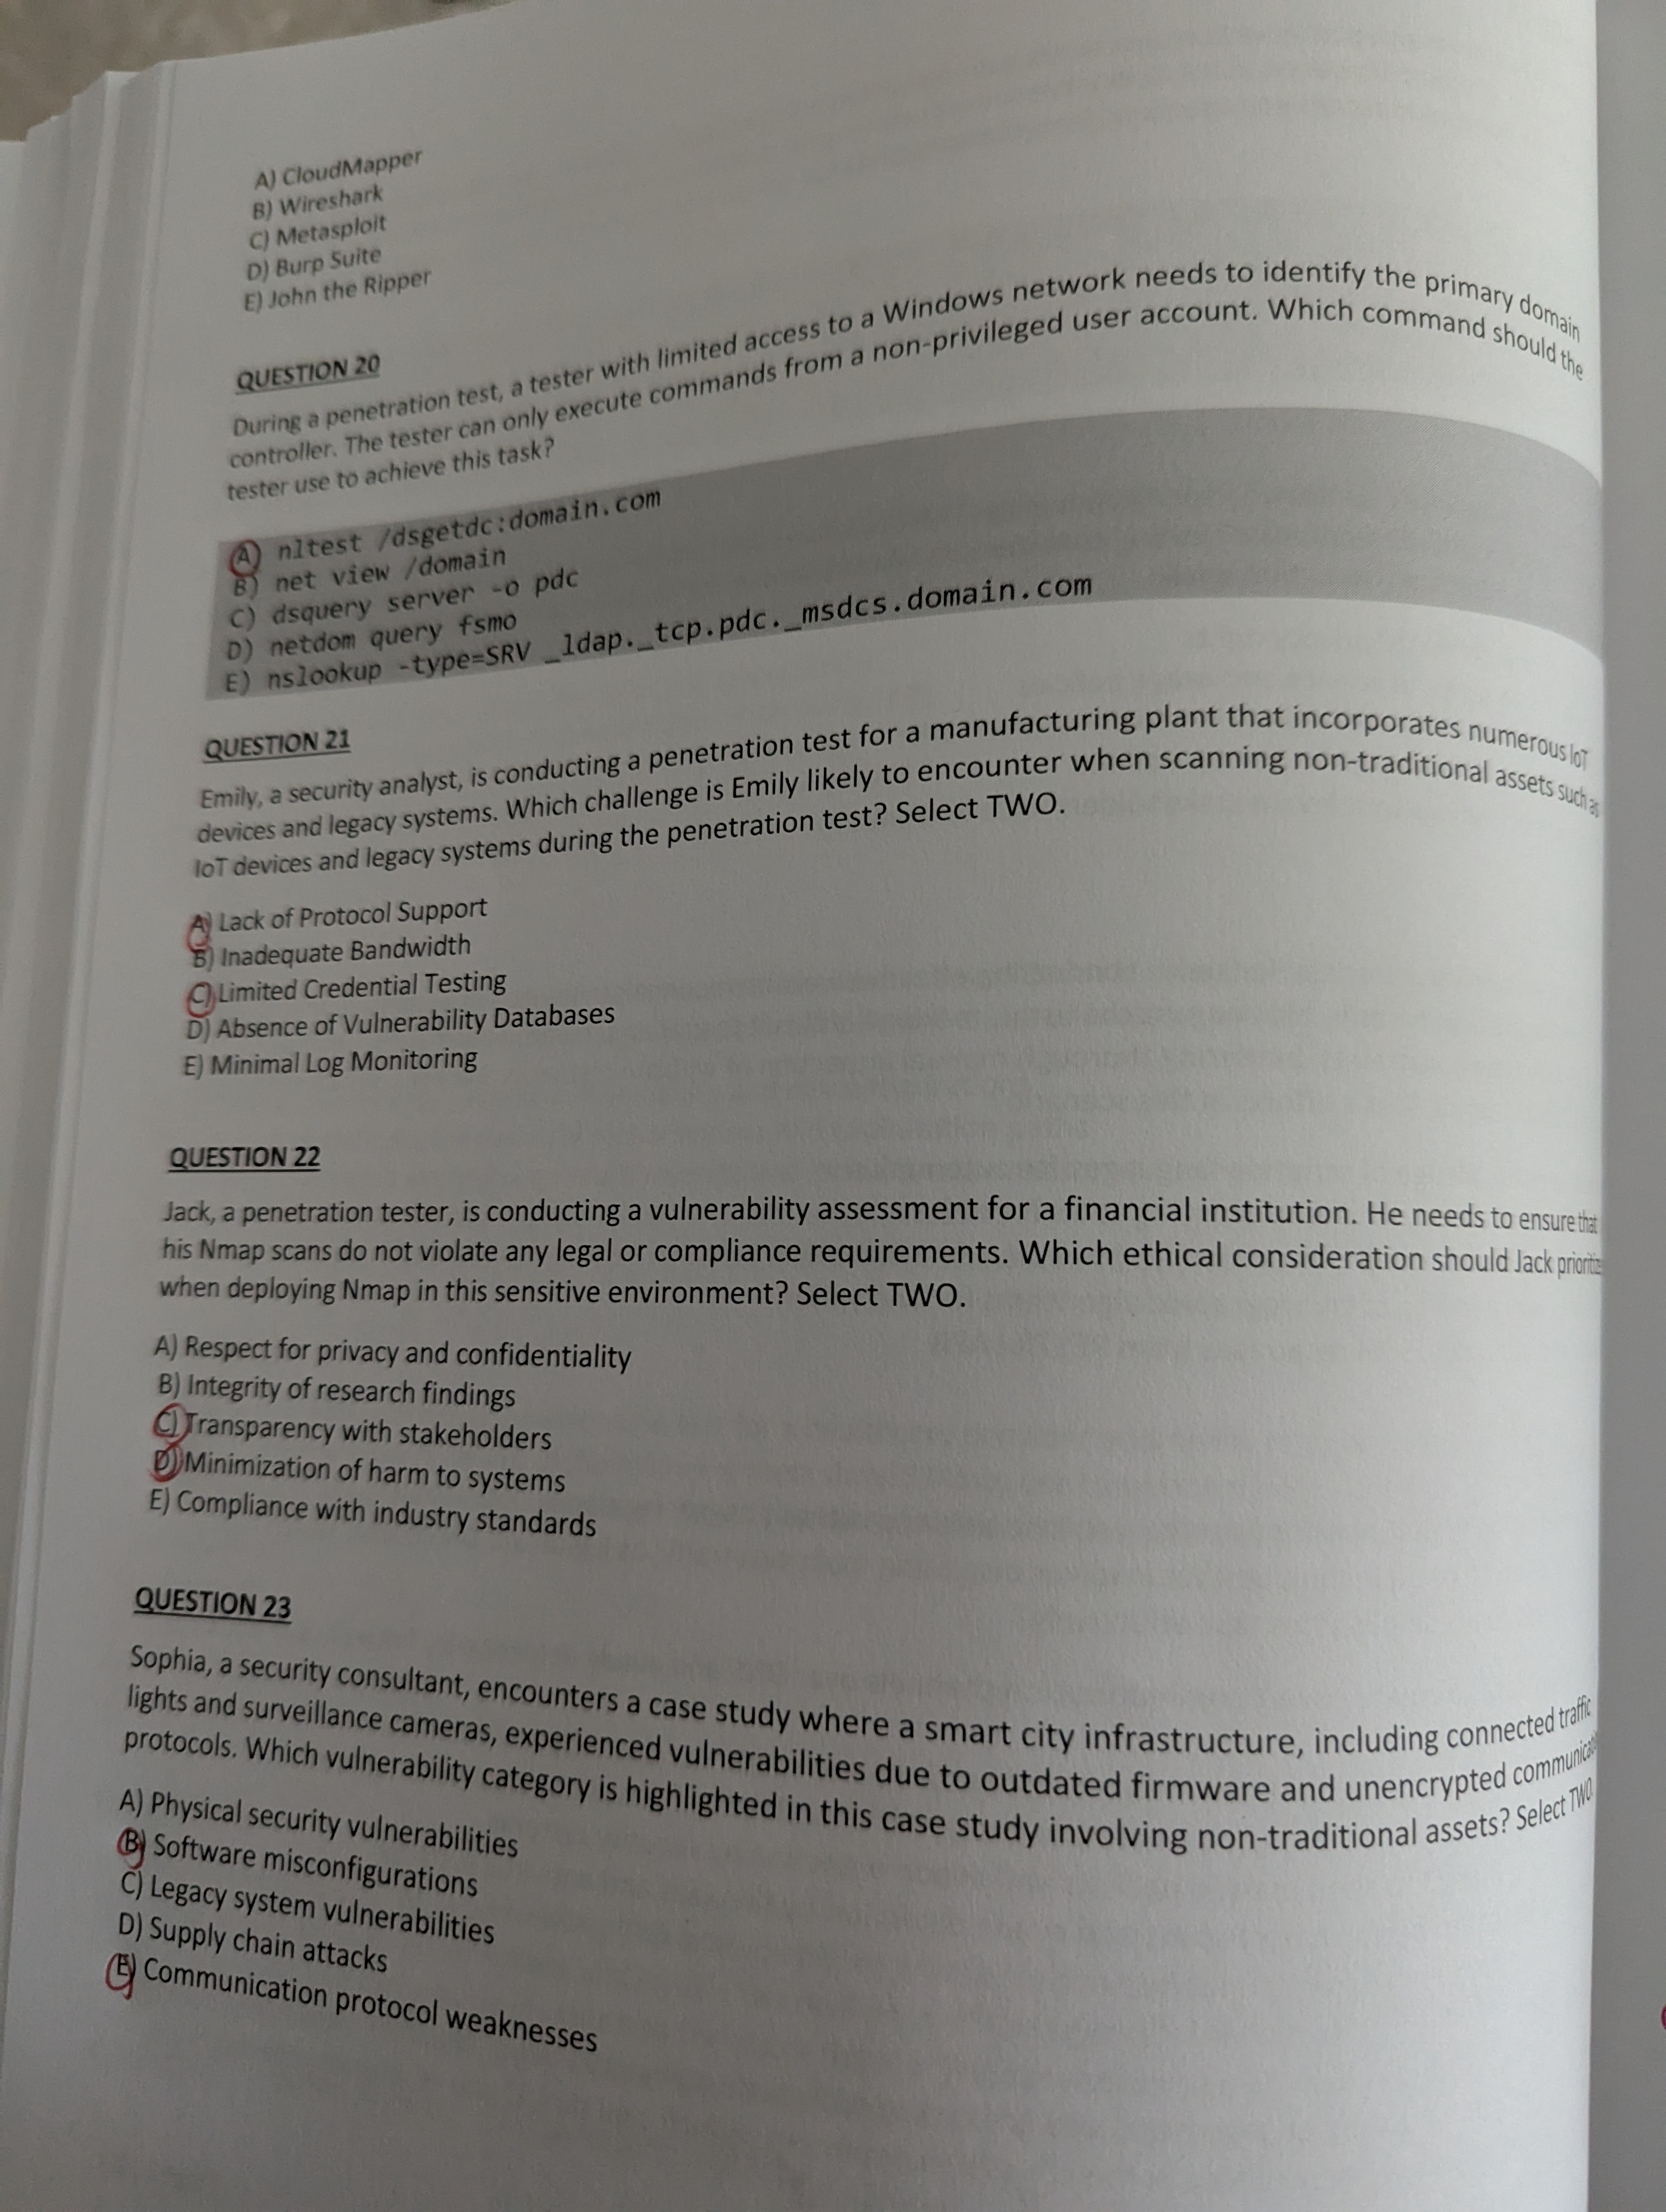 A) CloudMapper
B) Wireshark
C) Metasploit
D) Burp Suite
E) John the Ripper
QUESTION 20
During a penetration test, a tester with limited access to a Windows network needs to identify the primary domain
controller. The tester can only execute commands from a non-privileged user account. Which command should the
tester use to achieve this task?
A) nltest /dsgetdc:domain.com
B) net view /domain
C) dsquery server -o pdc
D) netdom query fsmo
E) nslookup -type=SRV _ldap._tcp.pdc._msdcs.domain.com
QUESTION 21
Emily, a security analyst, is conducting a penetration test for a manufacturing plant that incorporates numerous IoT
devices and legacy systems. Which challenge is Emily likely to encounter when scanning non-traditional assets such as
IoT devices and legacy systems during the penetration test? Select TWO.
A) Lack of Protocol Support
B) Inadequate Bandwidth
C) Limited Credential Testing
D) Absence of Vulnerability Databases
E) Minimal Log Monitoring
QUESTION 22
Jack, a penetration tester, is conducting a vulnerability assessment for a financial institution. He needs to ensure that
his Nmap scans do not violate any legal or compliance requirements. Which ethical consideration should Jack prioritize
when deploying Nmap in this sensitive environment? Select TWO.
A) Respect for privacy and confidentiality
B) Integrity of research findings
C) Transparency with stakeholders
D) Minimization of harm to systems
E) Compliance with industry standards
QUESTION 23
Sophia, a security consultant, encounters a case study where a smart city infrastructure, including connected traffic
lights and surveillance cameras, experienced vulnerabilities due to outdated firmware and unencrypted
protocols. Which vulnerability category is highlighted in this case study involving non-traditional assets? Select TWO
A) Physical security vulnerabilities
B) Software misconfigurations
C) Legacy system vulnerabilities
D) Supply chain attacks
E) Communication protocol weaknesses